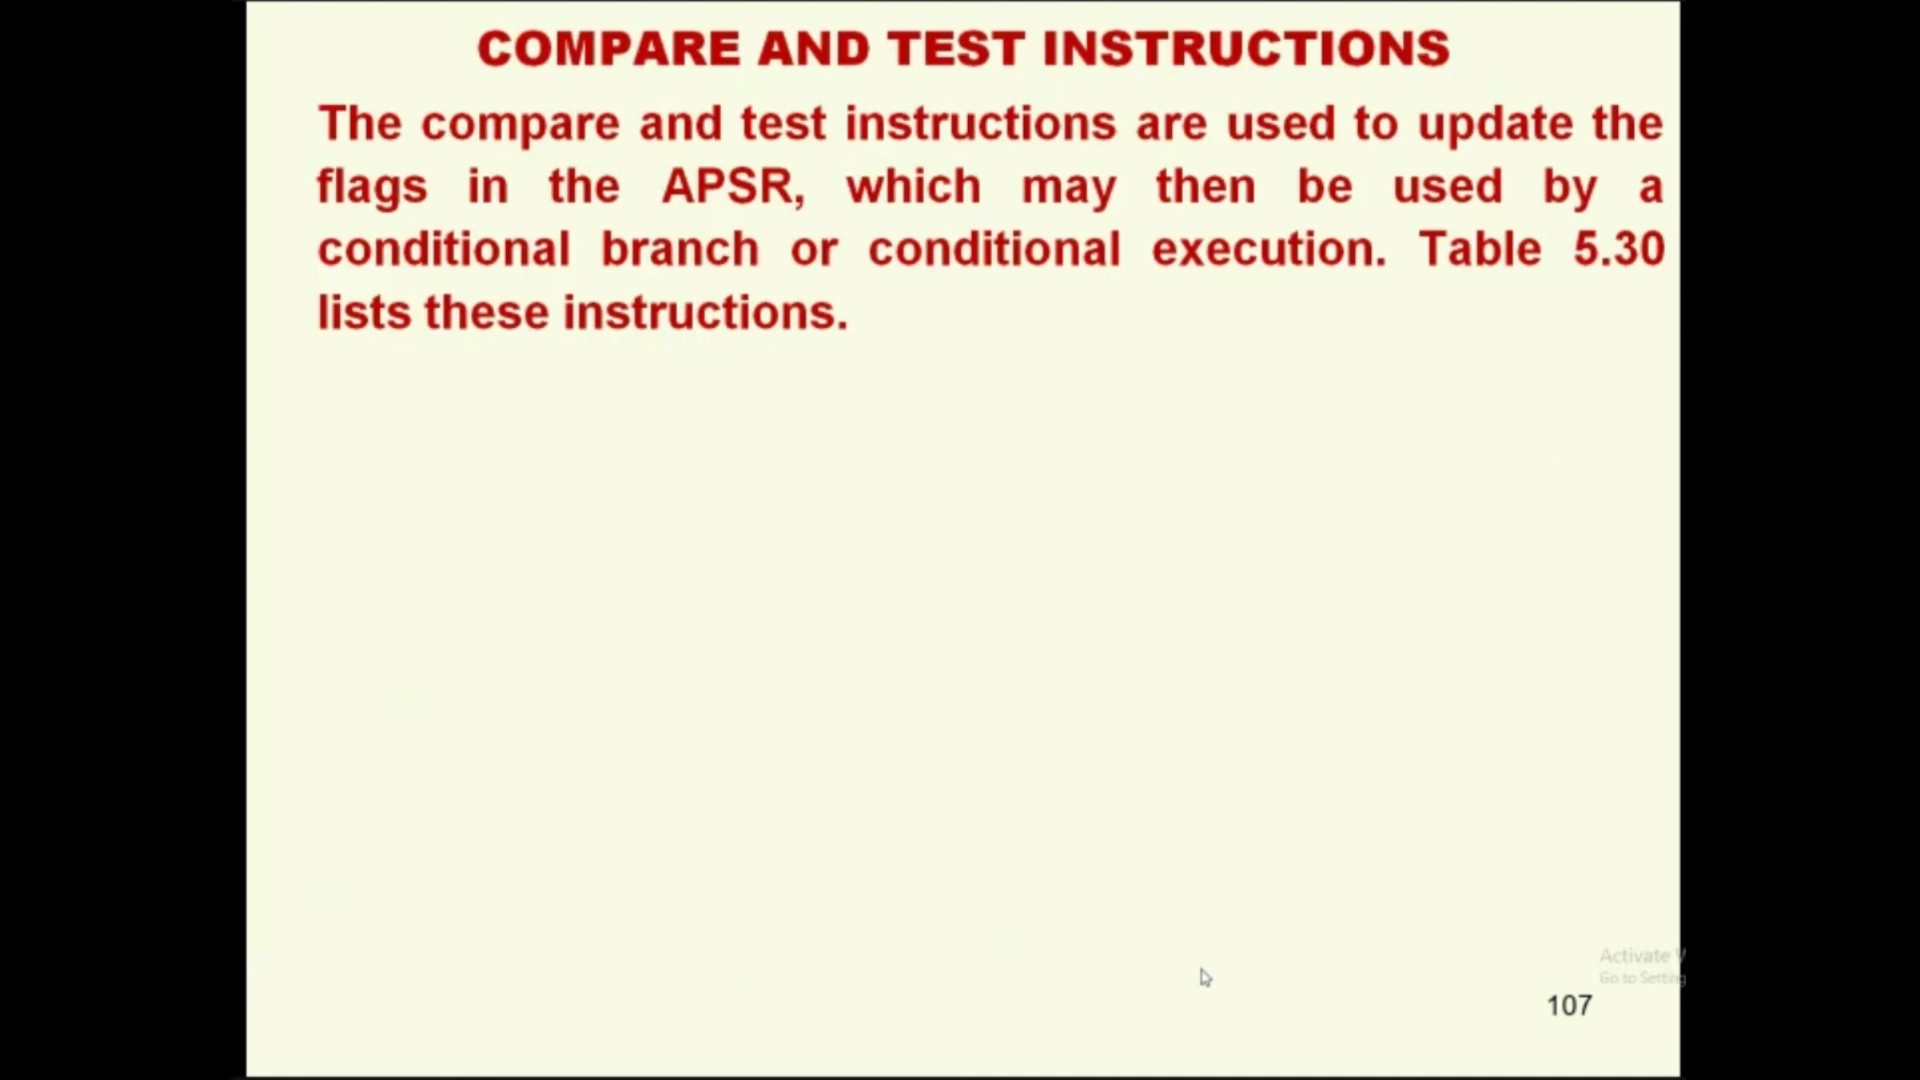 COMPARE AND TEST INSTRUCTIONS
The compare and test instructions are used to update the
flags in the APSR, which may then be used by a
conditional branch or conditional execution. Table 5.30
lists these instructions.
Activate
Go to Setting
107